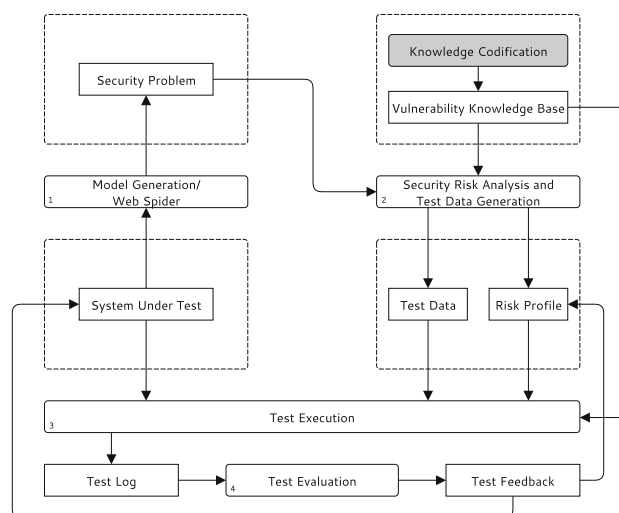 Knowledge Codification
Security Problem
Vulnerability Knowledge Base
Model Generation/
Web Spider
1
Security Risk Analysis and
Test Data Generation
2
System Under Test
Test Data
Risk Profile
Test Execution
3
Test Log
Test Evaluation
4
Test Feedback